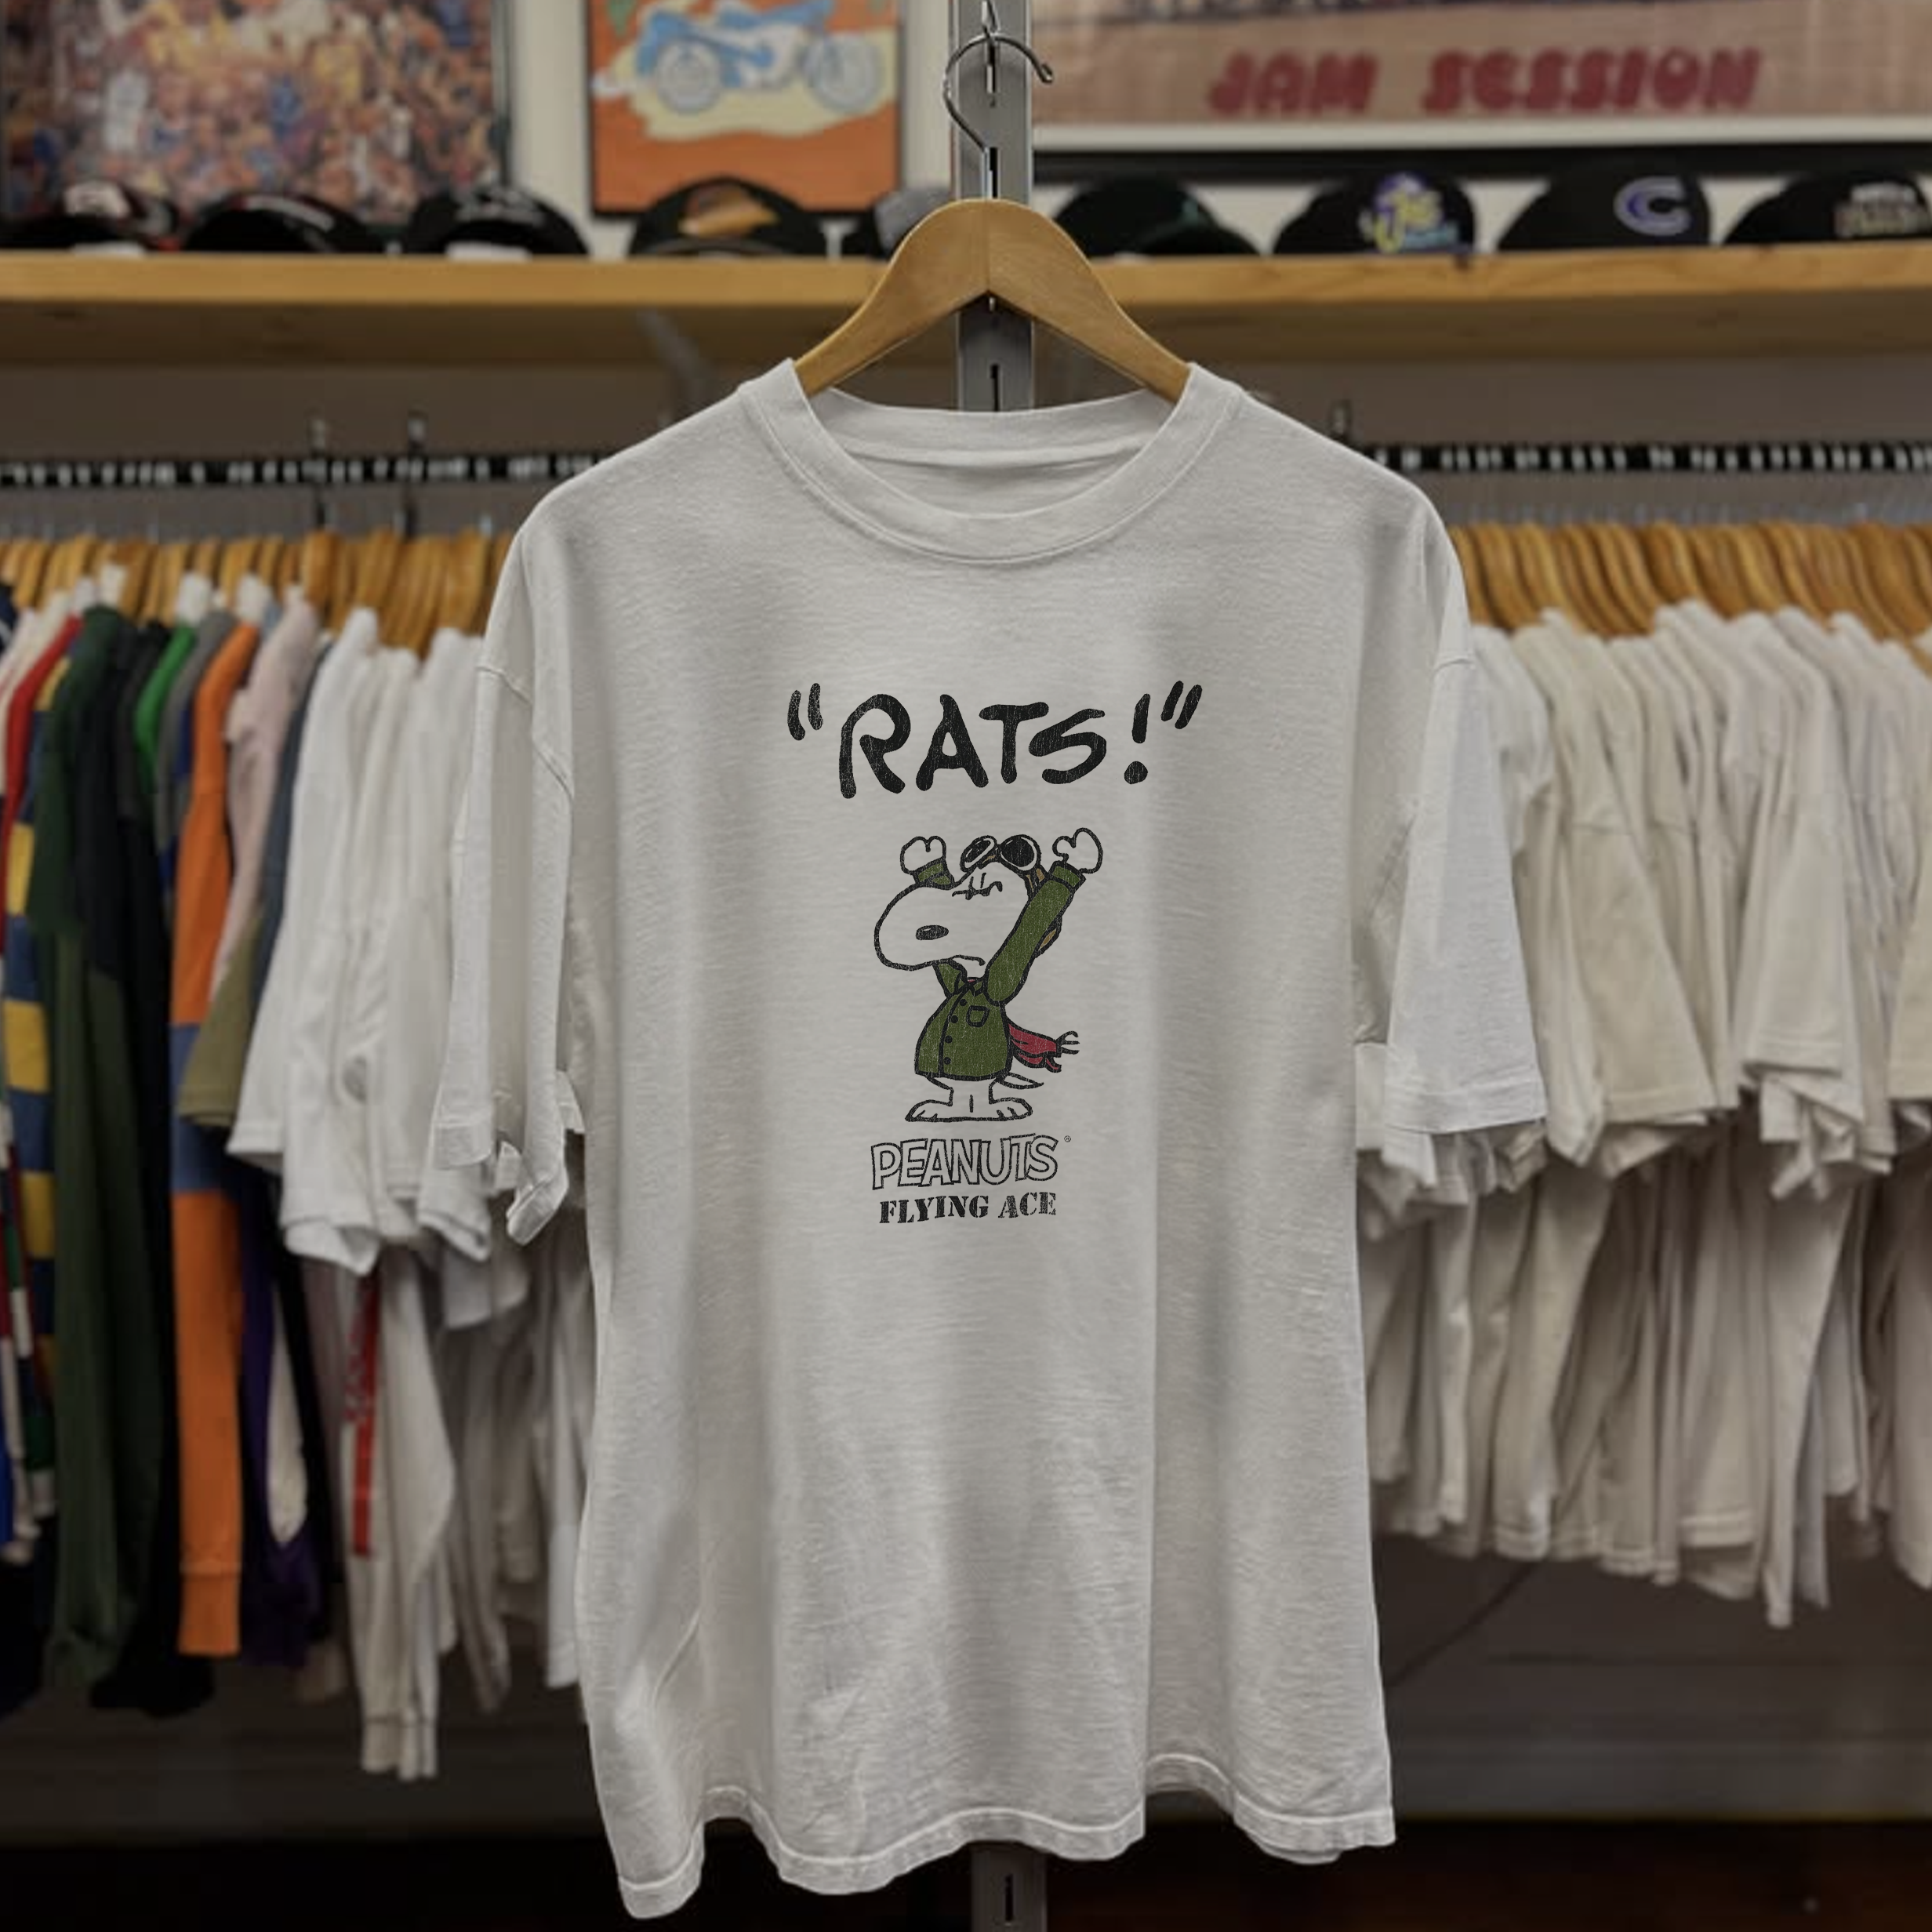 JAM SESSION
C
"RATS!"
PEANUTS®
FLYING ACE